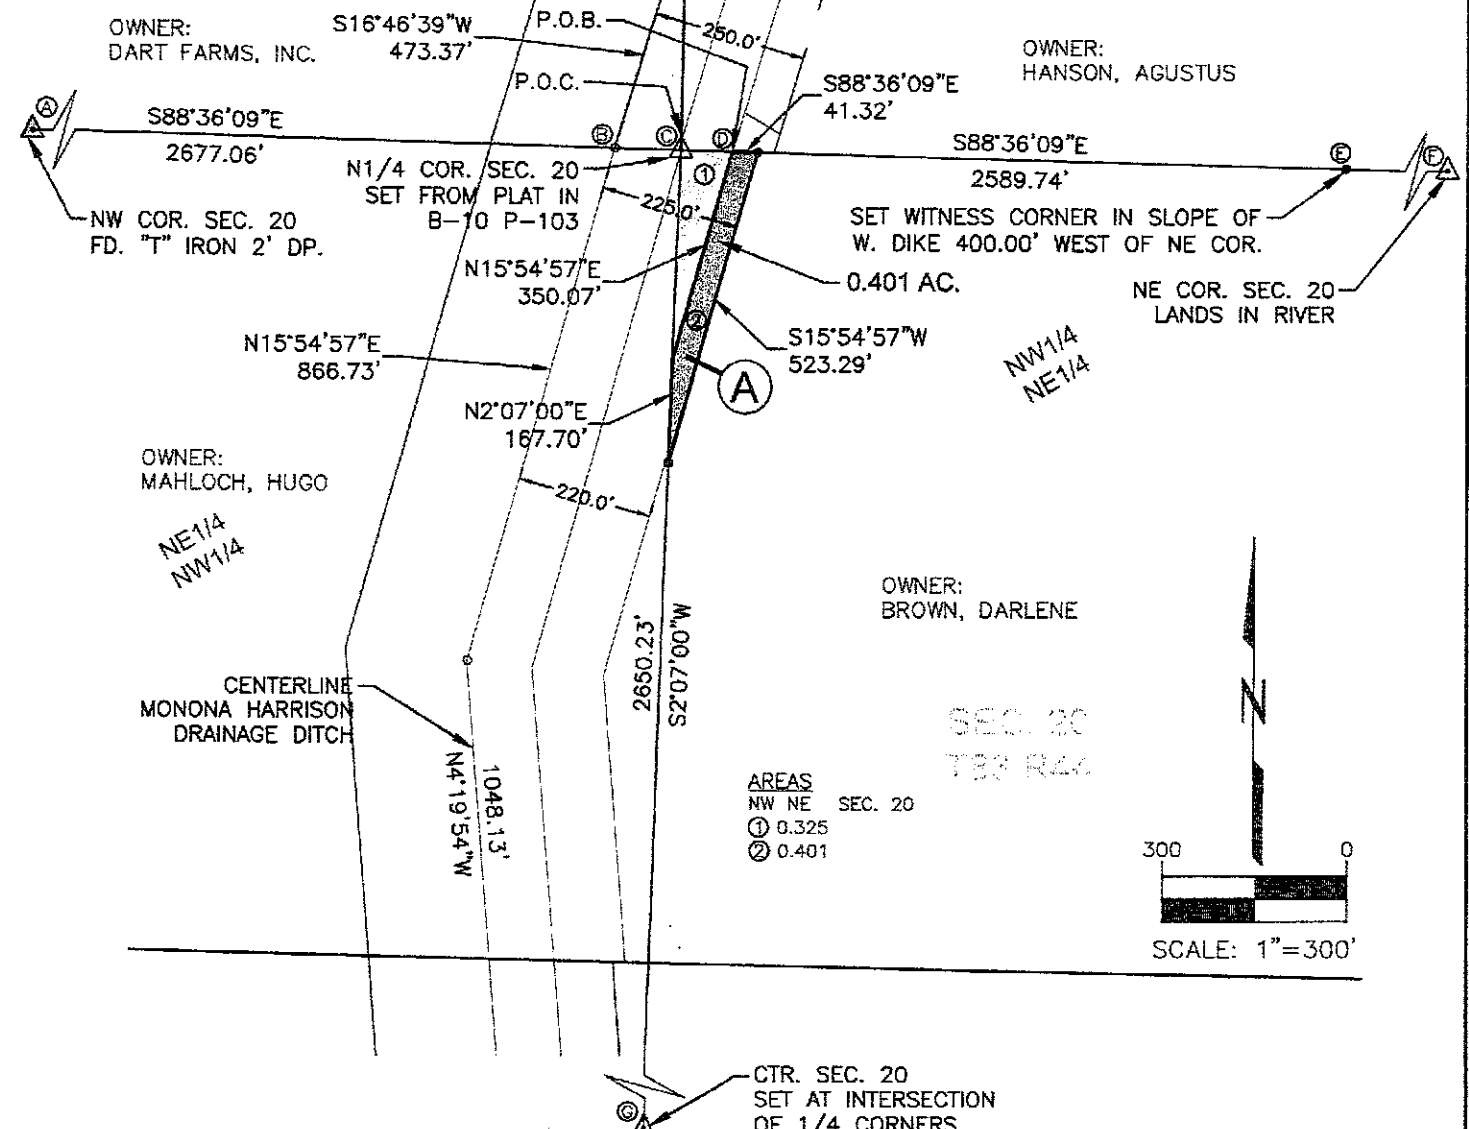 OWNER:
DART FARMS, INC.
S16°46'39"W
473.37'
P.O.B.
250.0'
OWNER:
HANSON, AGUSTUS
P.O.C.
S88°36'09"E
41.32'
A
S88°36'09"E
2677.06'
B
C
D
S88°36'09"E
2589.74'
E
F
N1/4 COR. SEC. 20
SET FROM PLAT IN
B-10 P-103
1
225.0'
NW COR. SEC. 20
FD. "T" IRON 2' DP.
SET WITNESS CORNER IN SLOPE OF
W. DIKE 400.00' WEST OF NE COR.
N15°54'57"E
350.07'
0.401 AC.
NE COR. SEC. 20
LANDS IN RIVER
2
N15°54'57"E
866.73'
S15°54'57"W
523.29'
NW1/4
NE1/4
A
N2°07'00"E
167.70'
OWNER:
MAHLOCH, HUGO
220.0'
NE1/4
NW1/4
OWNER:
BROWN, DARLENE
2650.23'
S2°07'00"W
CENTERLINE
MONONA HARRISON
DRAINAGE DITCH
N4°19'54"W
1048.13'
N
SEC. 20
T83 R44
AREAS
NW NE SEC. 20
1 0.325
2 0.401
300 0
SCALE: 1"=300'
CTR. SEC. 20
SET AT INTERSECTION
OF 1/4 CORNERS
G